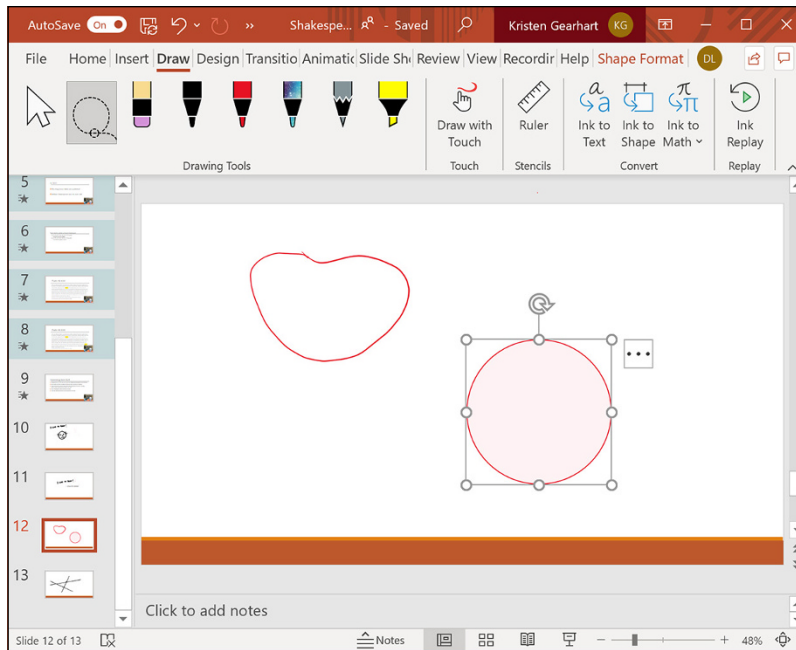 AutoSave On Shakespe... - Saved Kristen Gearhart KG
File Home Insert Draw Design Transitio Animatic Slide Sh Review View Recordir Help Shape Format DL
Draw with Touch
Ruler
Ink to Text
Ink to Shape
Ink to Math
Ink Replay
Drawing Tools Touch Stencils Convert Replay
5
6
7
8
9
10
11
12
13
Click to add notes
Slide 12 of 13 Notes 48%